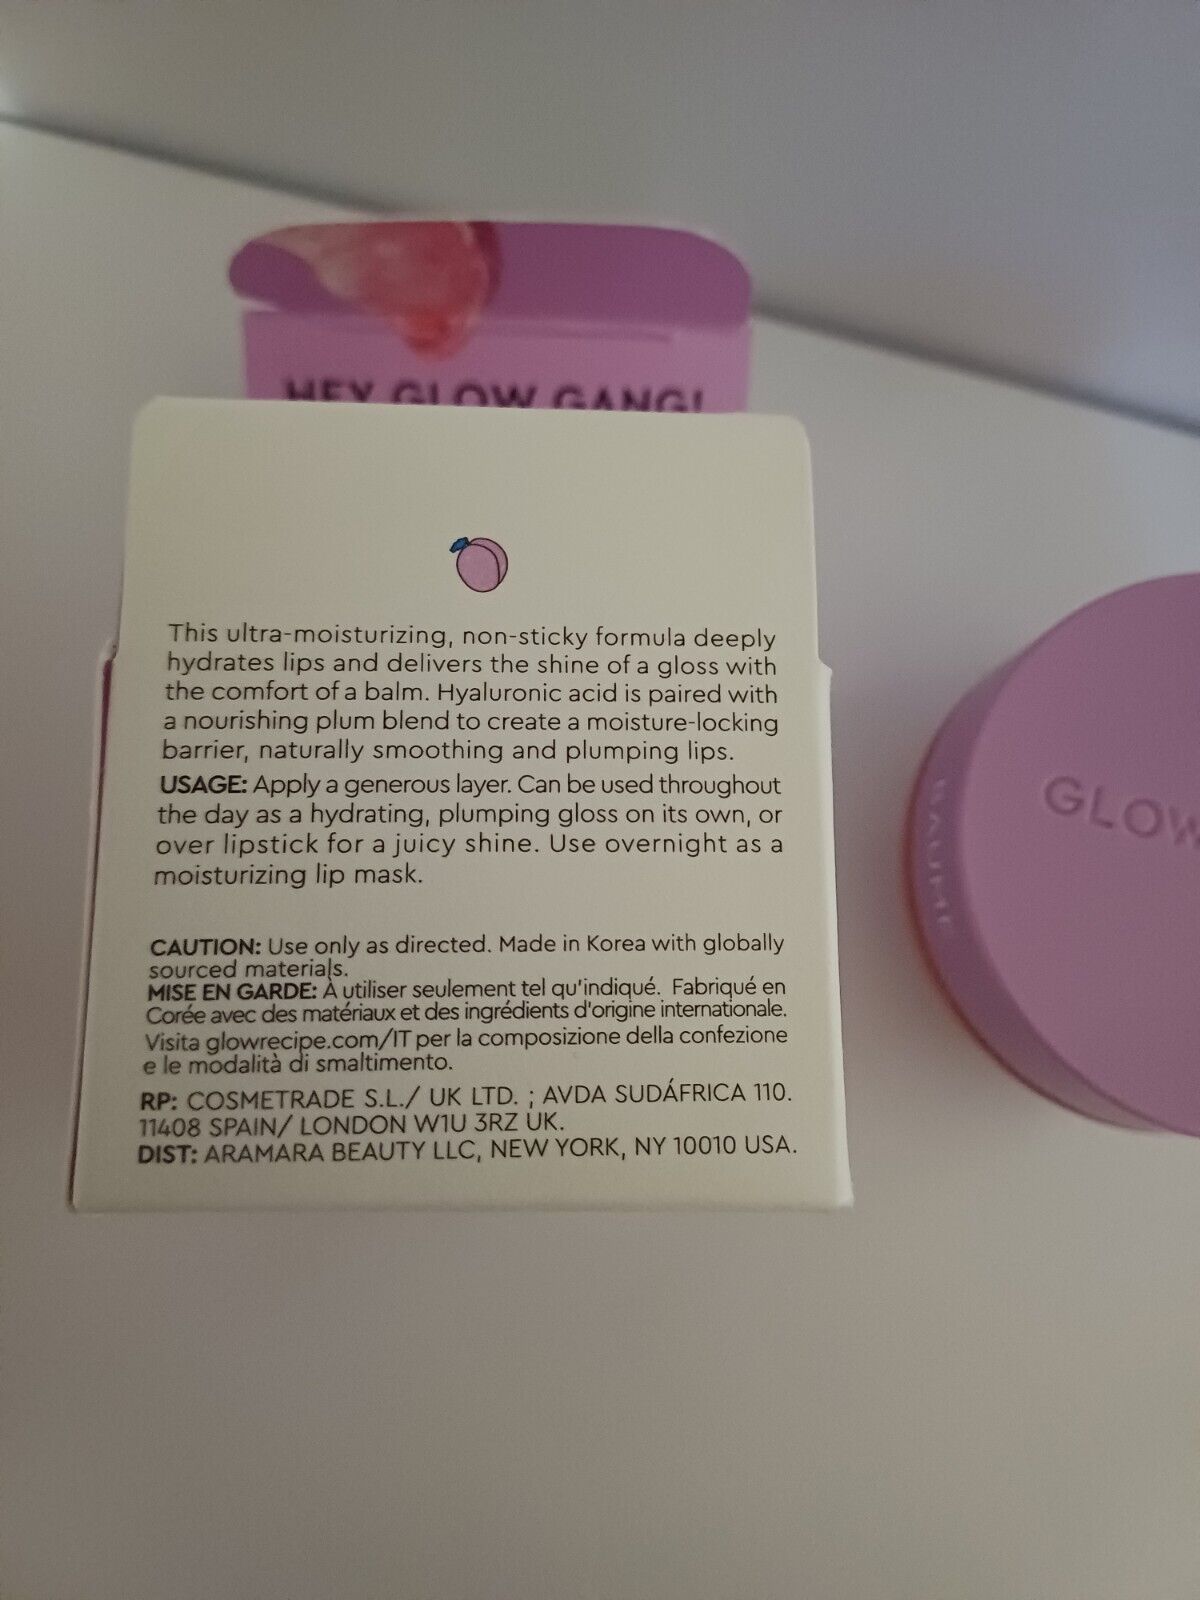 HEY GLOW GANG!
This ultra-moisturizing, non-sticky formula deeply
hydrates lips and delivers the shine of a gloss with
the comfort of a balm. Hyaluronic acid is paired with
a nourishing plum blend to create a moisture-locking
barrier, naturally smoothing and plumping lips.
USAGE: Apply a generous layer. Can be used throughout
the day as a hydrating, plumping gloss on its own, or
over lipstick for a juicy shine. Use overnight as a
moisturizing lip mask.
CAUTION: Use only as directed. Made in Korea with globally
sourced materials.
MISE EN GARDE: À utiliser seulement tel qu'indiqué. Fabriqué en
Corée avec des matériaux et des ingrédients d'origine internationale.
Visita glowrecipe.com/IT per la composizione della confezione
e le modalità di smaltimento.
RP: COSMETRADE S.L./ UK LTD. ; AVDA SUDÁFRICA 110.
11408 SPAIN/ LONDON W1U 3RZ UK.
DIST: ARAMARA BEAUTY LLC, NEW YORK, NY 10010 USA.
GLOW